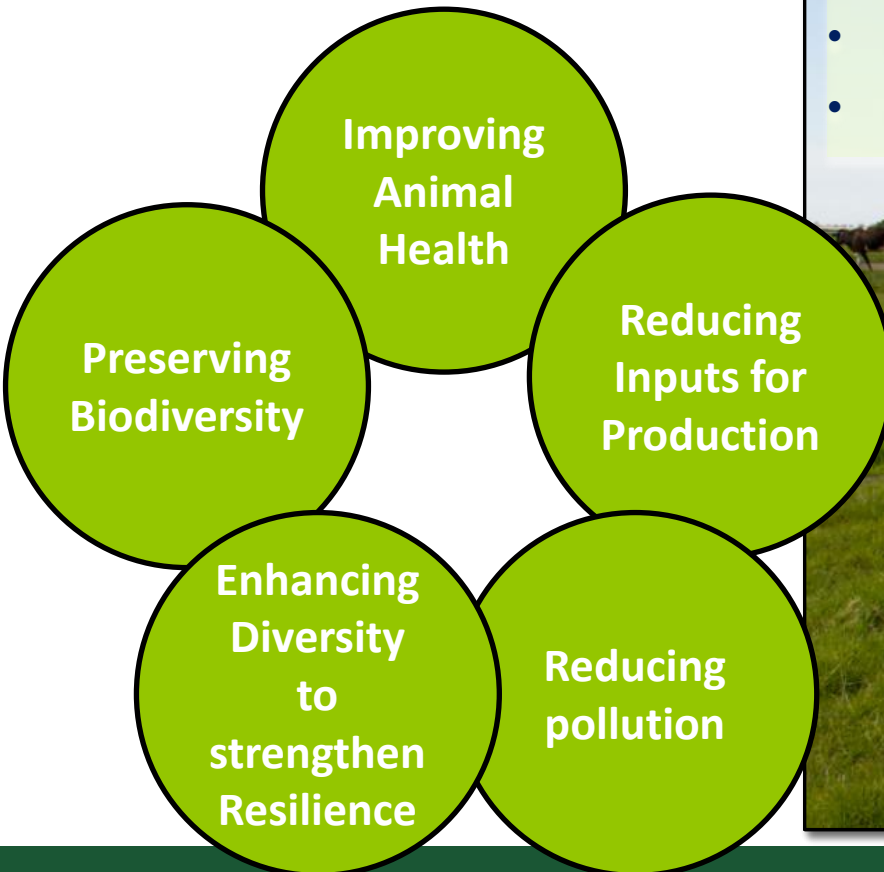 Improving
Animal
Health
Reducing
Inputs for
Production
Preserving
Biodiversity
Enhancing
Diversity
to
strengthen
Resilience
Reducing
pollution